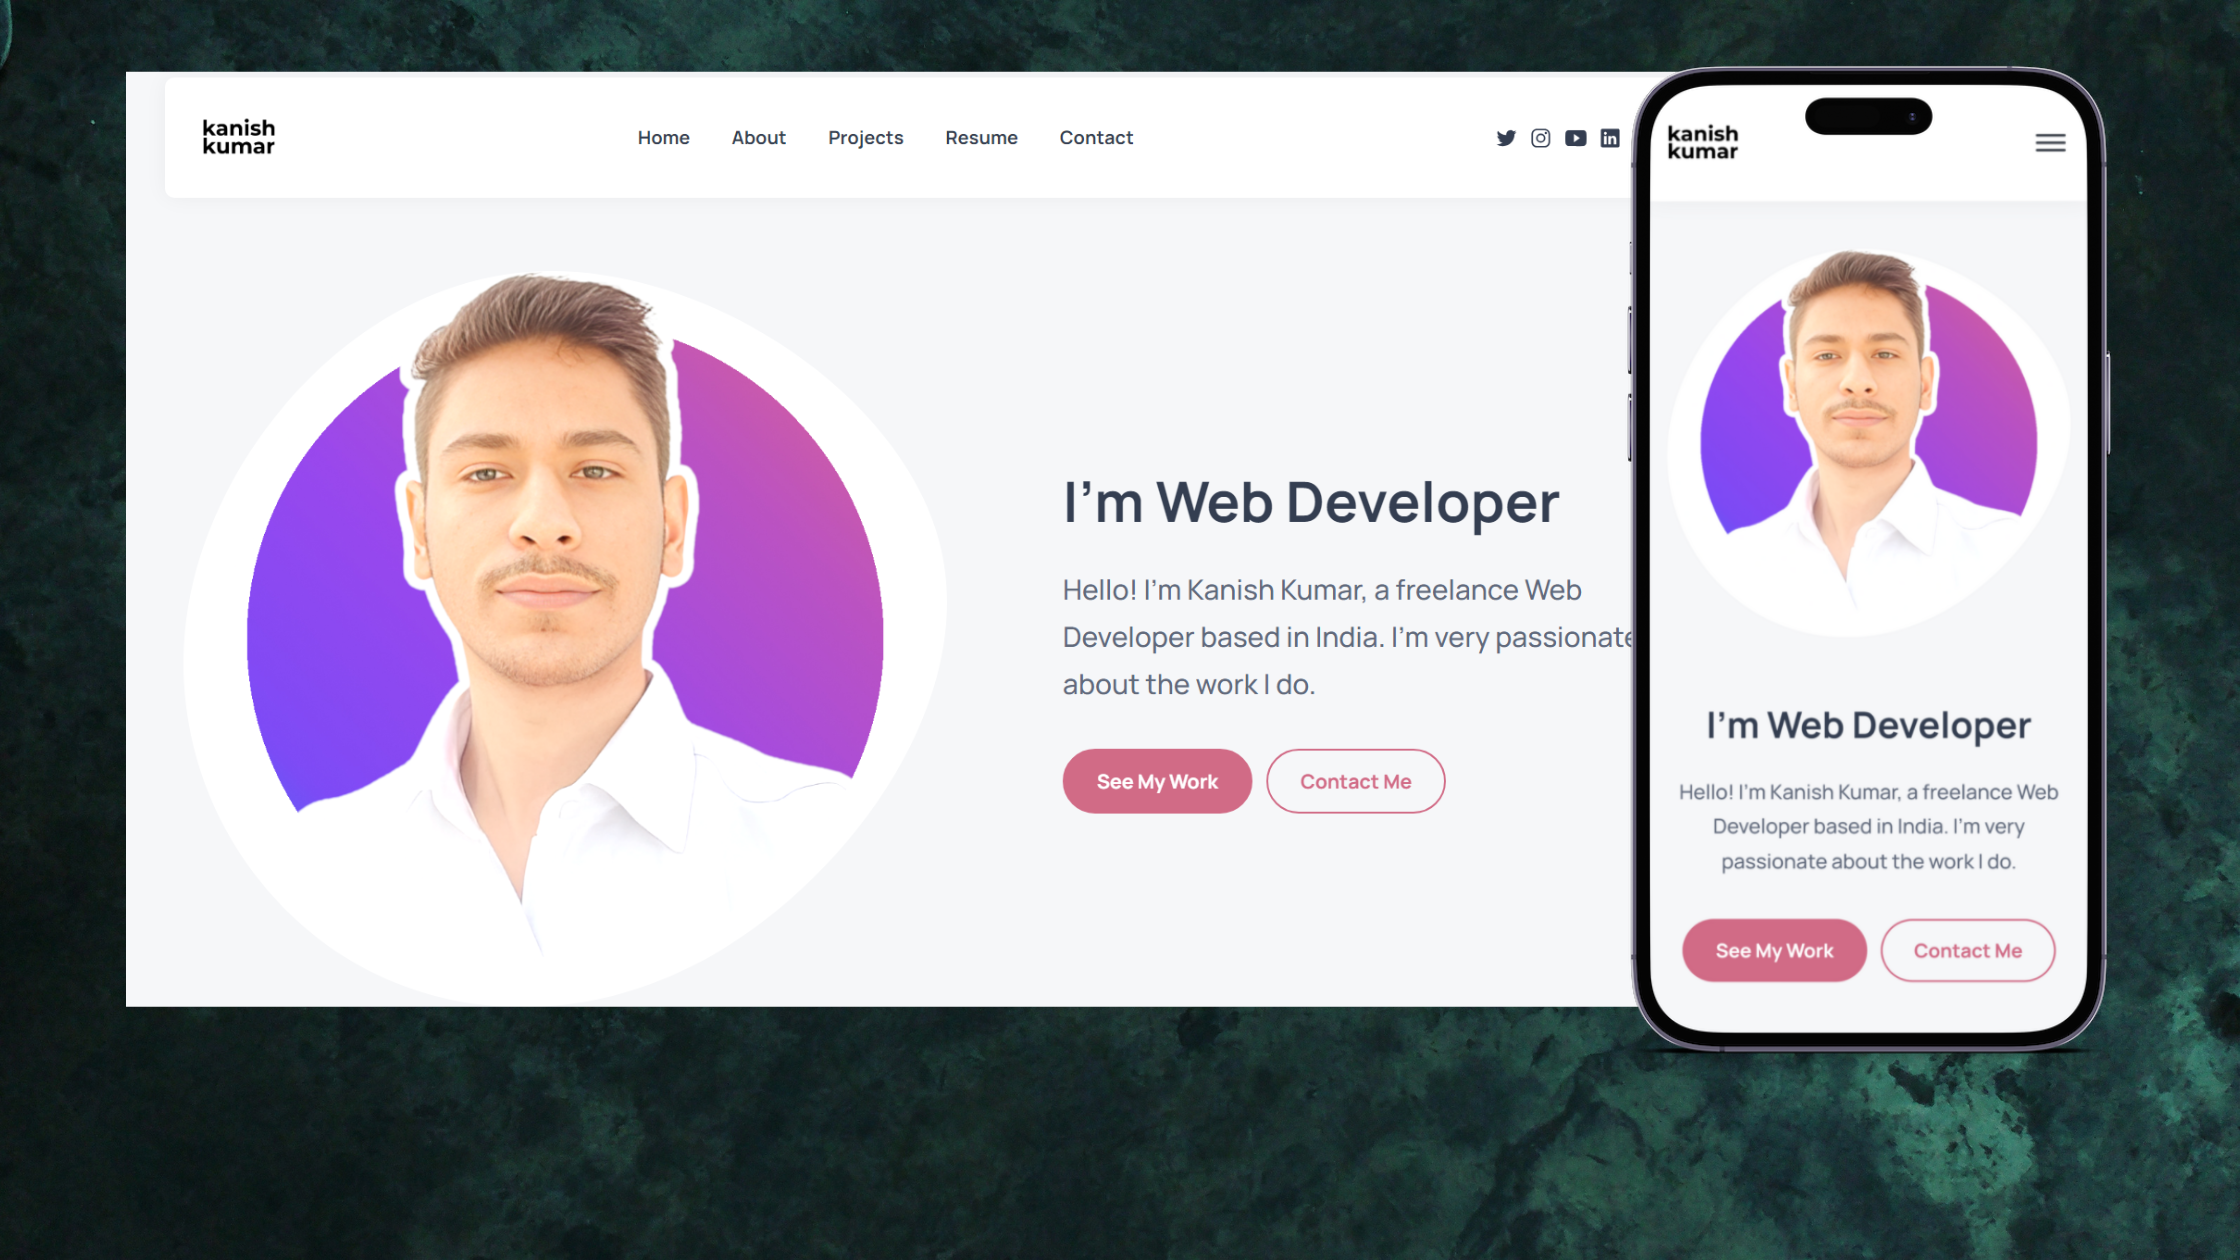 kanish
kumar
Home About Projects Resume Contact
I'm Web Developer
Hello! I'm Kanish Kumar, a freelance Web
Developer based in India. I'm very passionate
about the work I do.
See My Work Contact Me
kanish
kumar
I'm Web Developer
Hello! I'm Kanish Kumar, a freelance Web
Developer based in India. I'm very
passionate about the work I do.
See My Work Contact Me